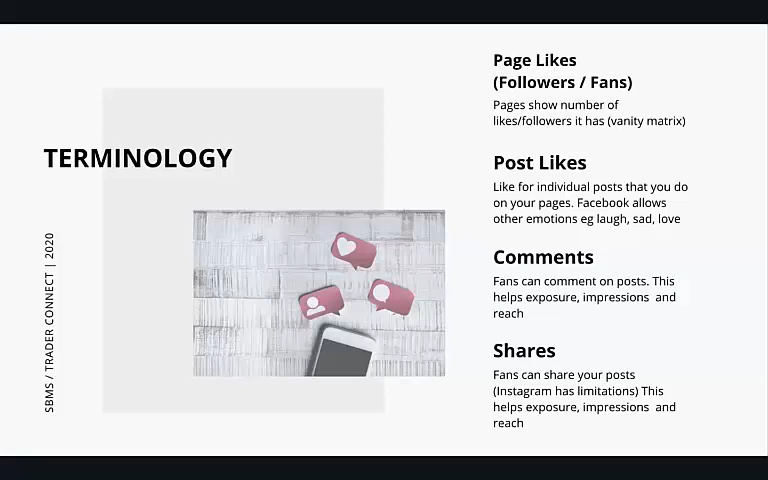 TERMINOLOGY
SBMS / TRADER CONNECT | 2020
Page Likes
(Followers / Fans)
Pages show number of
likes/followers it has (vanity matrix)
Post Likes
Like for individual posts that you do
on your pages. Facebook allows
other emotions eg laugh, sad, love
Comments
Fans can comment on posts. This
helps exposure, impressions and
reach
Shares
Fans can share your posts
(Instagram has limitations) This
helps exposure, impressions and
reach